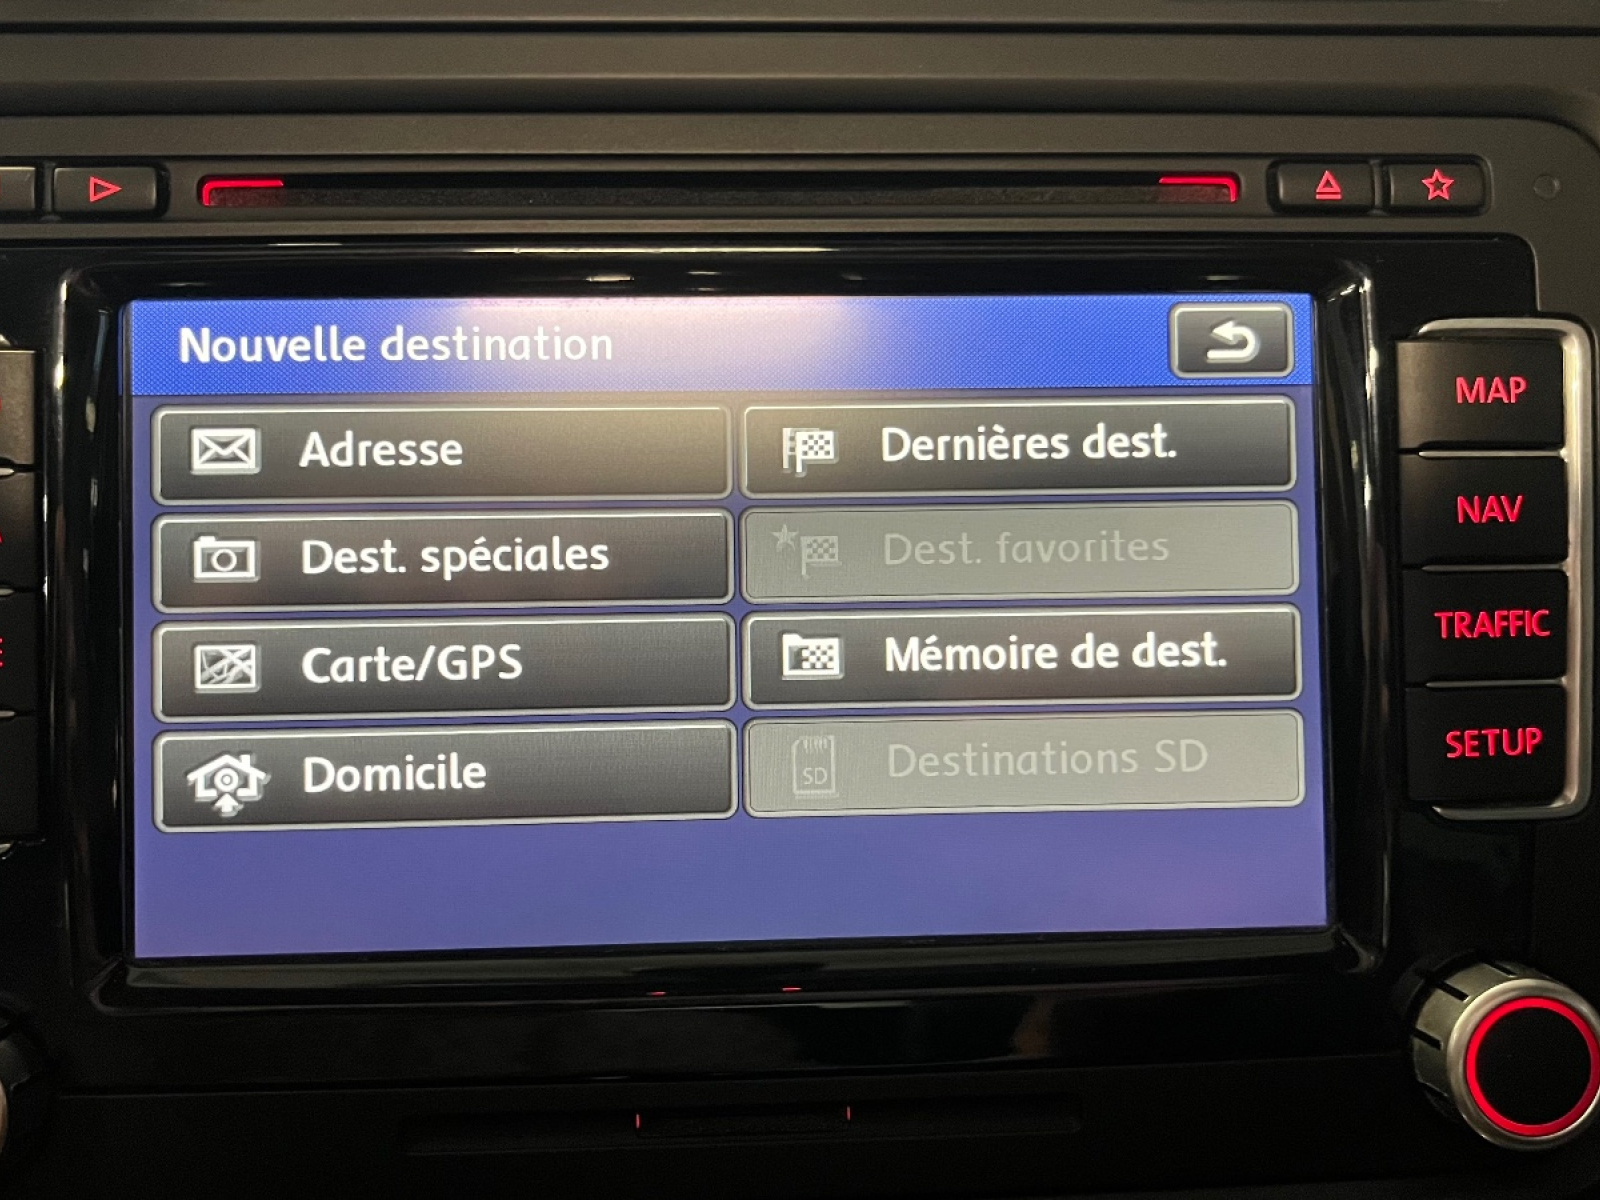 Nouvelle destination
Adresse
Dernières dest.
Dest. spéciales
Dest. favorites
Carte/GPS
Mémoire de dest.
Domicile
SD
Destinations SD
MAP
NAV
TRAFFIC
SETUP